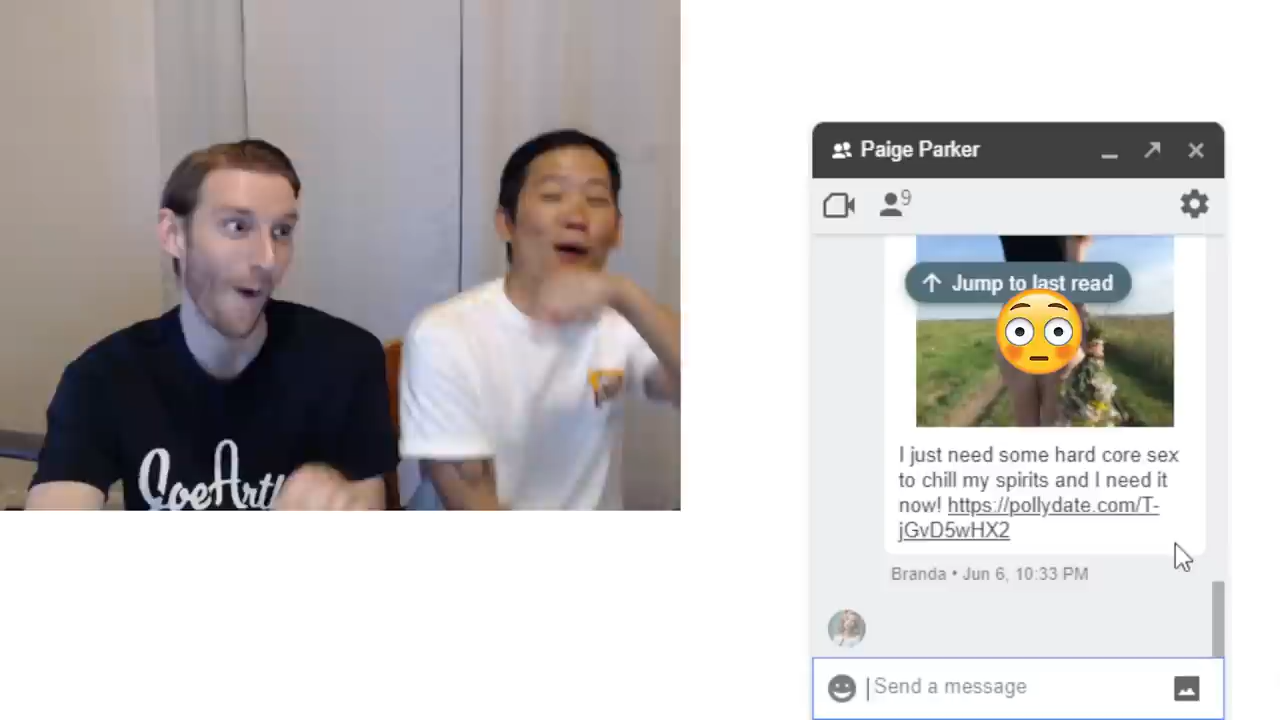 Paige Parker
9
Jump to last read
I just need some hard core sex
to chill my spirits and I need it
now! https://pollydate.com/T-
jGvD5wHX2
Branda • Jun 6, 10:33 PM
Send a message